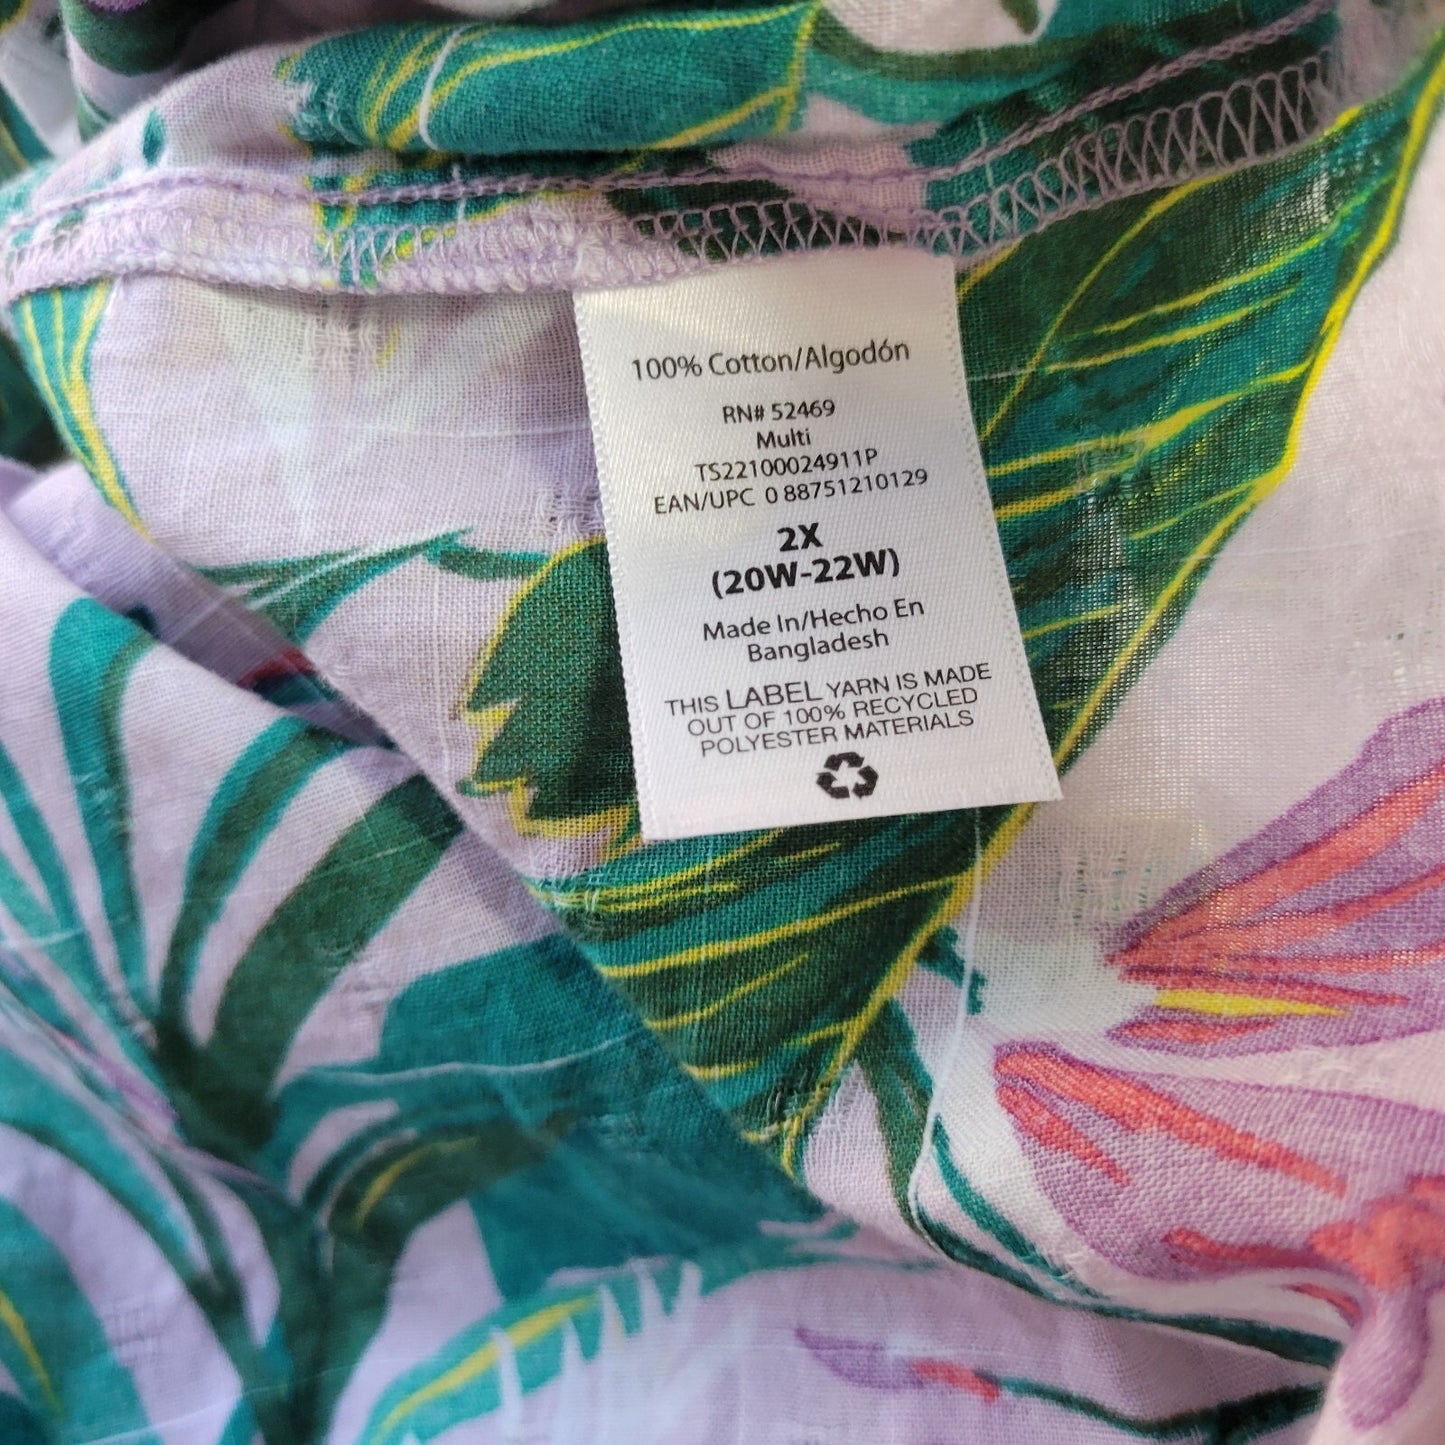 100% Cotton/Algodón
RN# 52469
Multi
TS22100024911P
EAN/UPC 0 88751210129
2X
(20W-22W)
Made In/Hecho En
Bangladesh
THIS LABEL YARN IS MADE
OUT OF 100% RECYCLED
POLYESTER MATERIALS